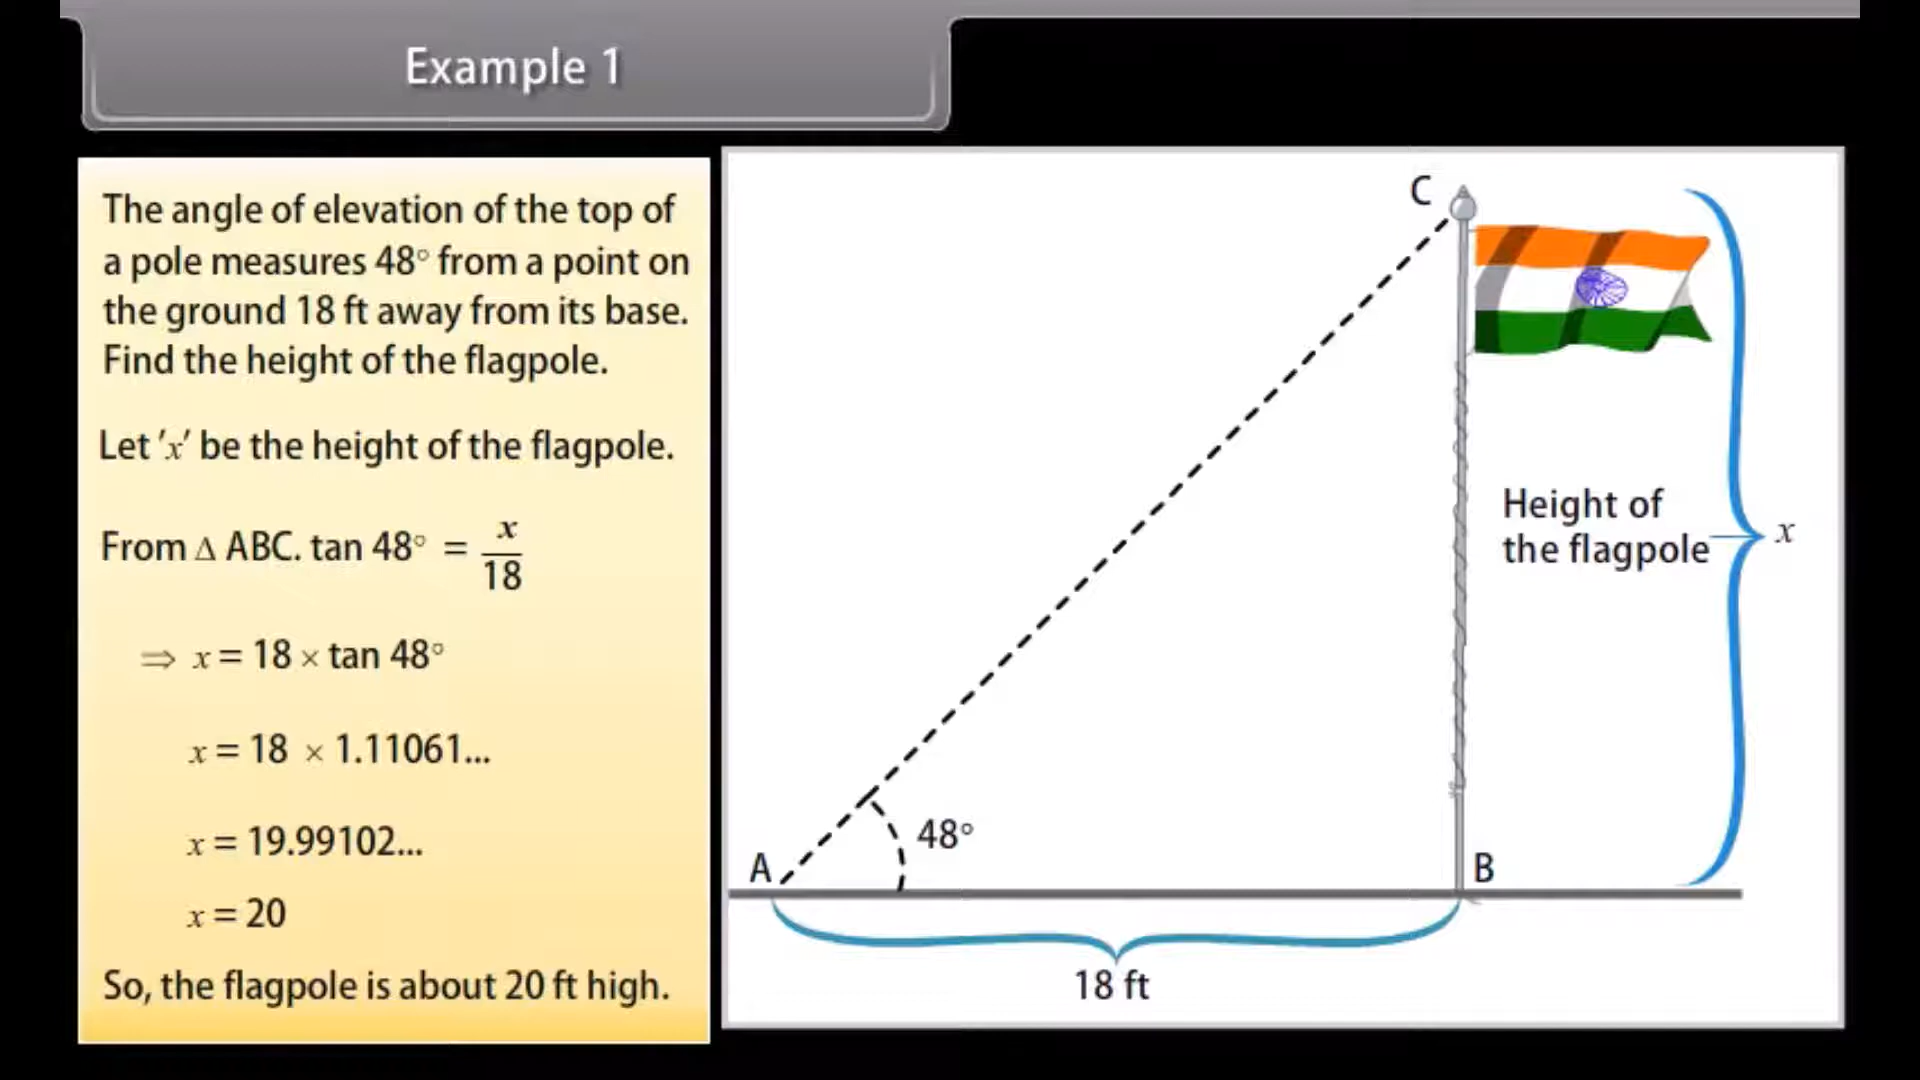 Example 1
The angle of elevation of the top of
a pole measures 48° from a point on
the ground 18 ft away from its base.
Find the height of the flagpole.
Let 'x' be the height of the flagpole.
From Δ ABC. tan 48° = x/18
⇒ x = 18 × tan 48°
x = 18 × 1.11061...
x = 19.99102...
x = 20
So, the flagpole is about 20 ft high.
C
Height of
the flagpole
x
48°
A
B
18 ft